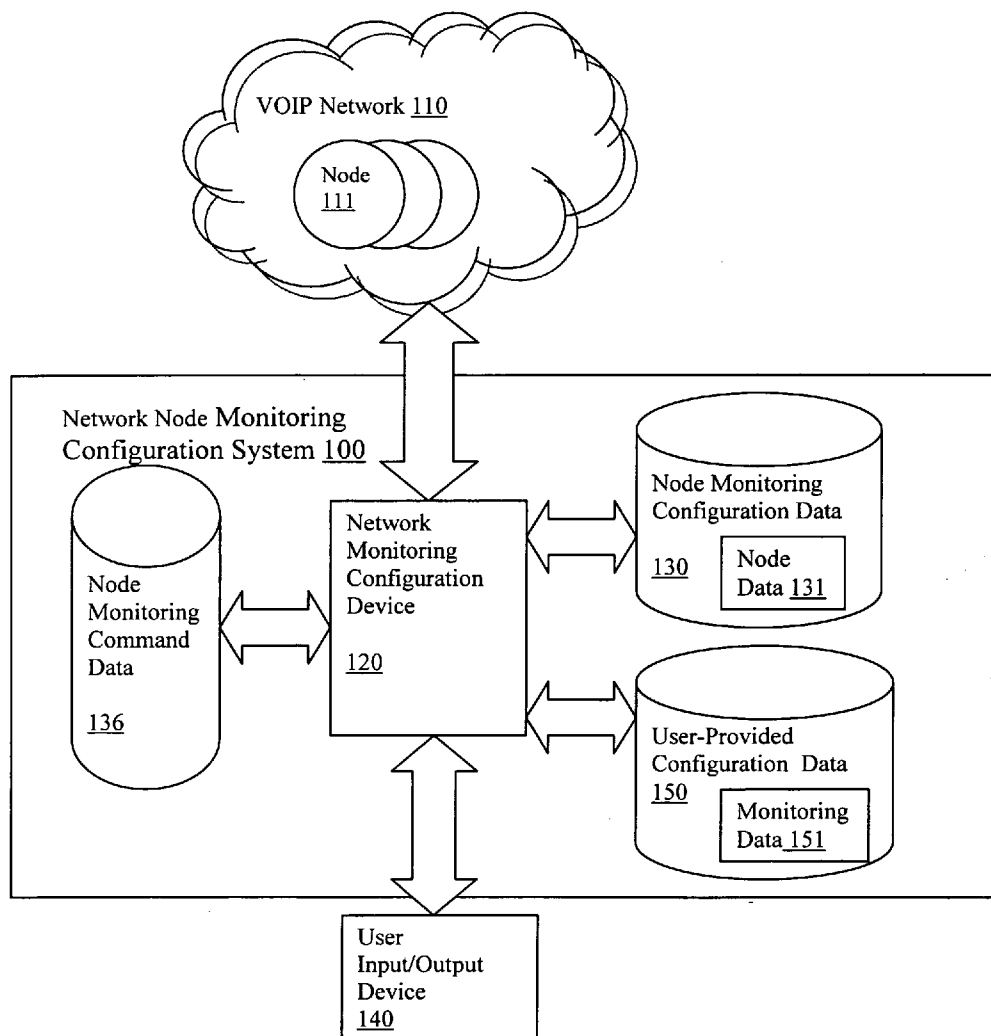 VOIP Network 110
Node
111
Network Node Monitoring
Configuration System 100
Node
Monitoring
Command
Data
136
Network
Monitoring
Configuration
Device
120
Node Monitoring
Configuration Data
130
Node
Data 131
User-Provided
Configuration Data
150
Monitoring
Data 151
User
Input/Output
Device
140